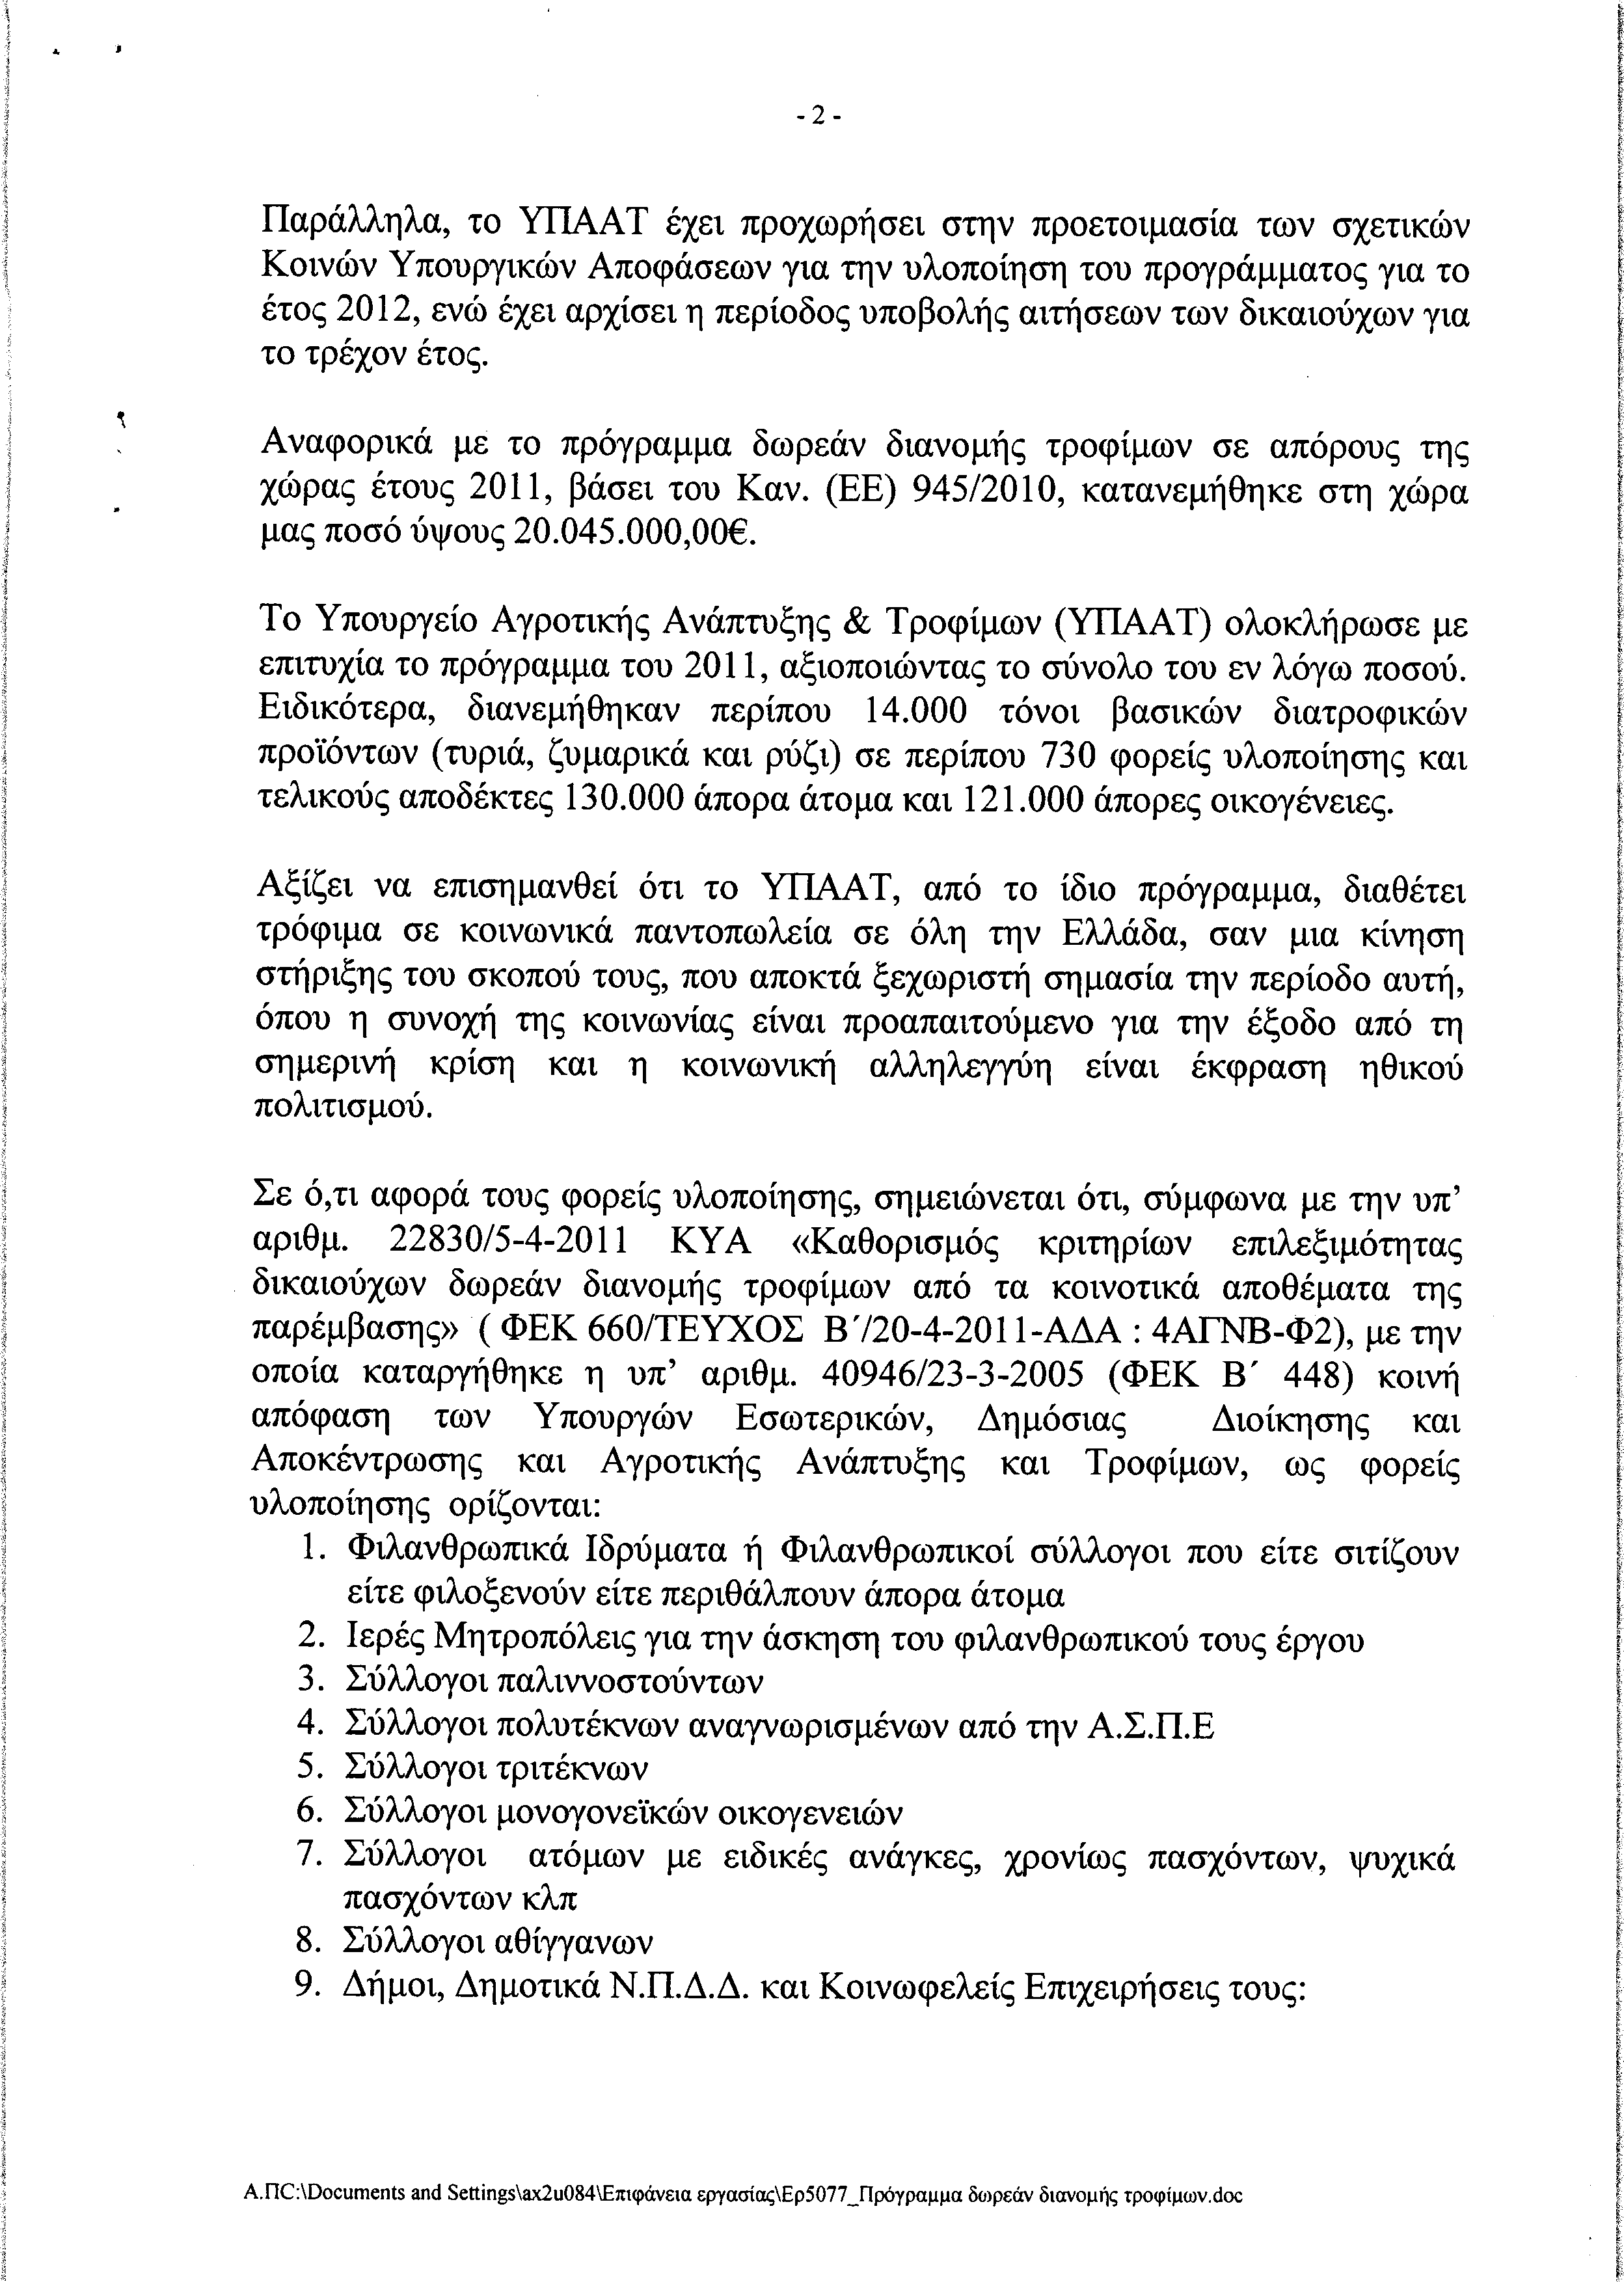 - 2 -
Παράλληλα, το ΥΠΑΑΤ έχει προχωρήσει στην προετοιμασία των σχετικών
Κοινών Υπουργικών Αποφάσεων για την υλοποίηση του προγράμματος για το
έτος 2012, ενώ έχει αρχίσει η περίοδος υποβολής αιτήσεων των δικαιούχων για
το τρέχον έτος.
Αναφορικά με το πρόγραμμα δωρεάν διανομής τροφίμων σε απόρους της
χώρας έτους 2011, βάσει του Καν. (ΕΕ) 945/2010, κατανεμήθηκε στη χώρα
μας ποσό ύψους 20.045.000,00€.
Το Υπουργείο Αγροτικής Ανάπτυξης & Τροφίμων (ΥΠΑΑΤ) ολοκλήρωσε με
επιτυχία το πρόγραμμα του 2011, αξιοποιώντας το σύνολο του εν λόγω ποσού.
Ειδικότερα, διανεμήθηκαν περίπου 14.000 τόνοι βασικών διατροφικών
προϊόντων (τυριά, ζυμαρικά και ρύζι) σε περίπου 730 φορείς υλοποίησης και
τελικούς αποδέκτες 130.000 άπορα άτομα και 121.000 άπορες οικογένειες.
Αξίζει να επισημανθεί ότι το ΥΠΑΑΤ, από το ίδιο πρόγραμμα, διαθέτει
τρόφιμα σε κοινωνικά παντοπωλεία σε όλη την Ελλάδα, σαν μια κίνηση
στήριξης του σκοπού τους, που αποκτά ξεχωριστή σημασία την περίοδο αυτή,
όπου η συνοχή της κοινωνίας είναι προαπαιτούμενο για την έξοδο από τη
σημερινή κρίση και η κοινωνική αλληλεγγύη είναι έκφραση ηθικού
πολιτισμού.
Σε ό,τι αφορά τους φορείς υλοποίησης, σημειώνεται ότι, σύμφωνα με την υπ’
αριθμ. 22830/5-4-2011 ΚΥΑ «Καθορισμός κριτηρίων επιλεξιμότητας
δικαιούχων δωρεάν διανομής τροφίμων από τα κοινοτικά αποθέματα της
παρέμβασης» ( ΦΕΚ 660/ΤΕΥΧΟΣ Β΄/20-4-2011-ΑΔΑ : 4ΑΓΝΒ-Φ2), με την
οποία καταργήθηκε η υπ’ αριθμ. 40946/23-3-2005 (ΦΕΚ Β΄ 448) κοινή
απόφαση των Υπουργών Εσωτερικών, Δημόσιας Διοίκησης και
Αποκέντρωσης και Αγροτικής Ανάπτυξης και Τροφίμων, ως φορείς
υλοποίησης ορίζονται:
1. Φιλανθρωπικά Ιδρύματα ή Φιλανθρωπικοί σύλλογοι που είτε σιτίζουν
είτε φιλοξενούν είτε περιθάλπουν άπορα άτομα
2. Ιερές Μητροπόλεις για την άσκηση του φιλανθρωπικού τους έργου
3. Σύλλογοι παλιννοστούντων
4. Σύλλογοι πολυτέκνων αναγνωρισμένων από την Α.Σ.Π.Ε
5. Σύλλογοι τριτέκνων
6. Σύλλογοι μονογονεϊκών οικογενειών
7. Σύλλογοι ατόμων με ειδικές ανάγκες, χρονίως πασχόντων, ψυχικά
πασχόντων κλπ
8. Σύλλογοι αθίγγανων
9. Δήμοι, Δημοτικά Ν.Π.Δ.Δ. και Κοινωφελείς Επιχειρήσεις τους:
Α.ΠC:\Documents and Settings\ax2u084\Επιφάνεια εργασίας\Ερ5077_Πρόγραμμα δωρεάν διανομής τροφίμων.doc